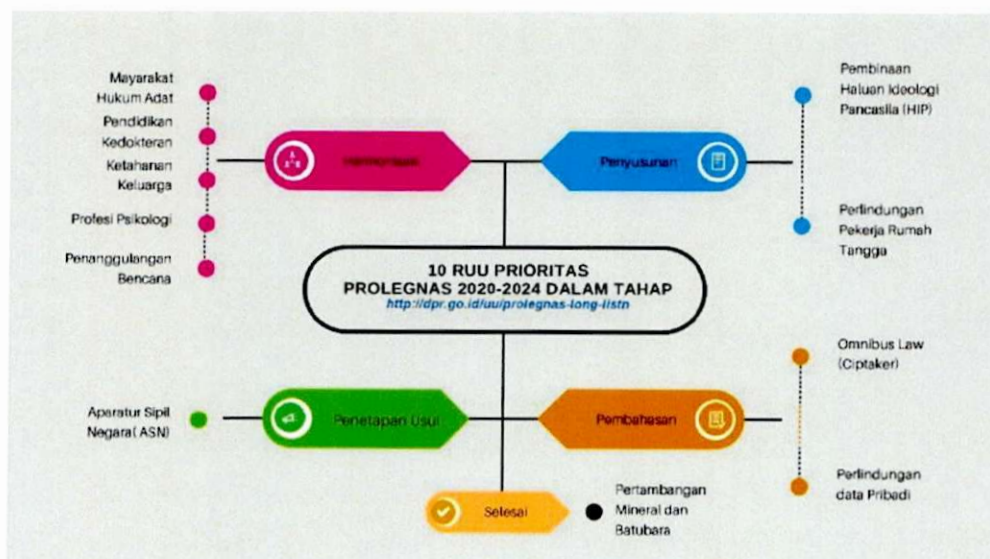 Mayarakat
Hukum Adat
Pendidikan
Kedokteran
Ketahanan
Keluarga
Profesi Psikologi
Penanggulangan
Bencana
Penyusunan
Pembinaan
Haluan Ideologi
Pancasila (HIP)
Perlindungan
Pekerja Rumah
Tangga
10 RUU PRIORITAS
PROLEGNAS 2020-2024 DALAM TAHAP
http://dpr.go.id/uu/prolegnas-long-listn
Aparatur Sipil
Negara( ASN)
Penetapan Usul
Pembahasan
Omnibus Law
(Ciptaker)
Perlindungan
data Pribadi
Selesai
Pertambangan
Mineral dan
Batubara